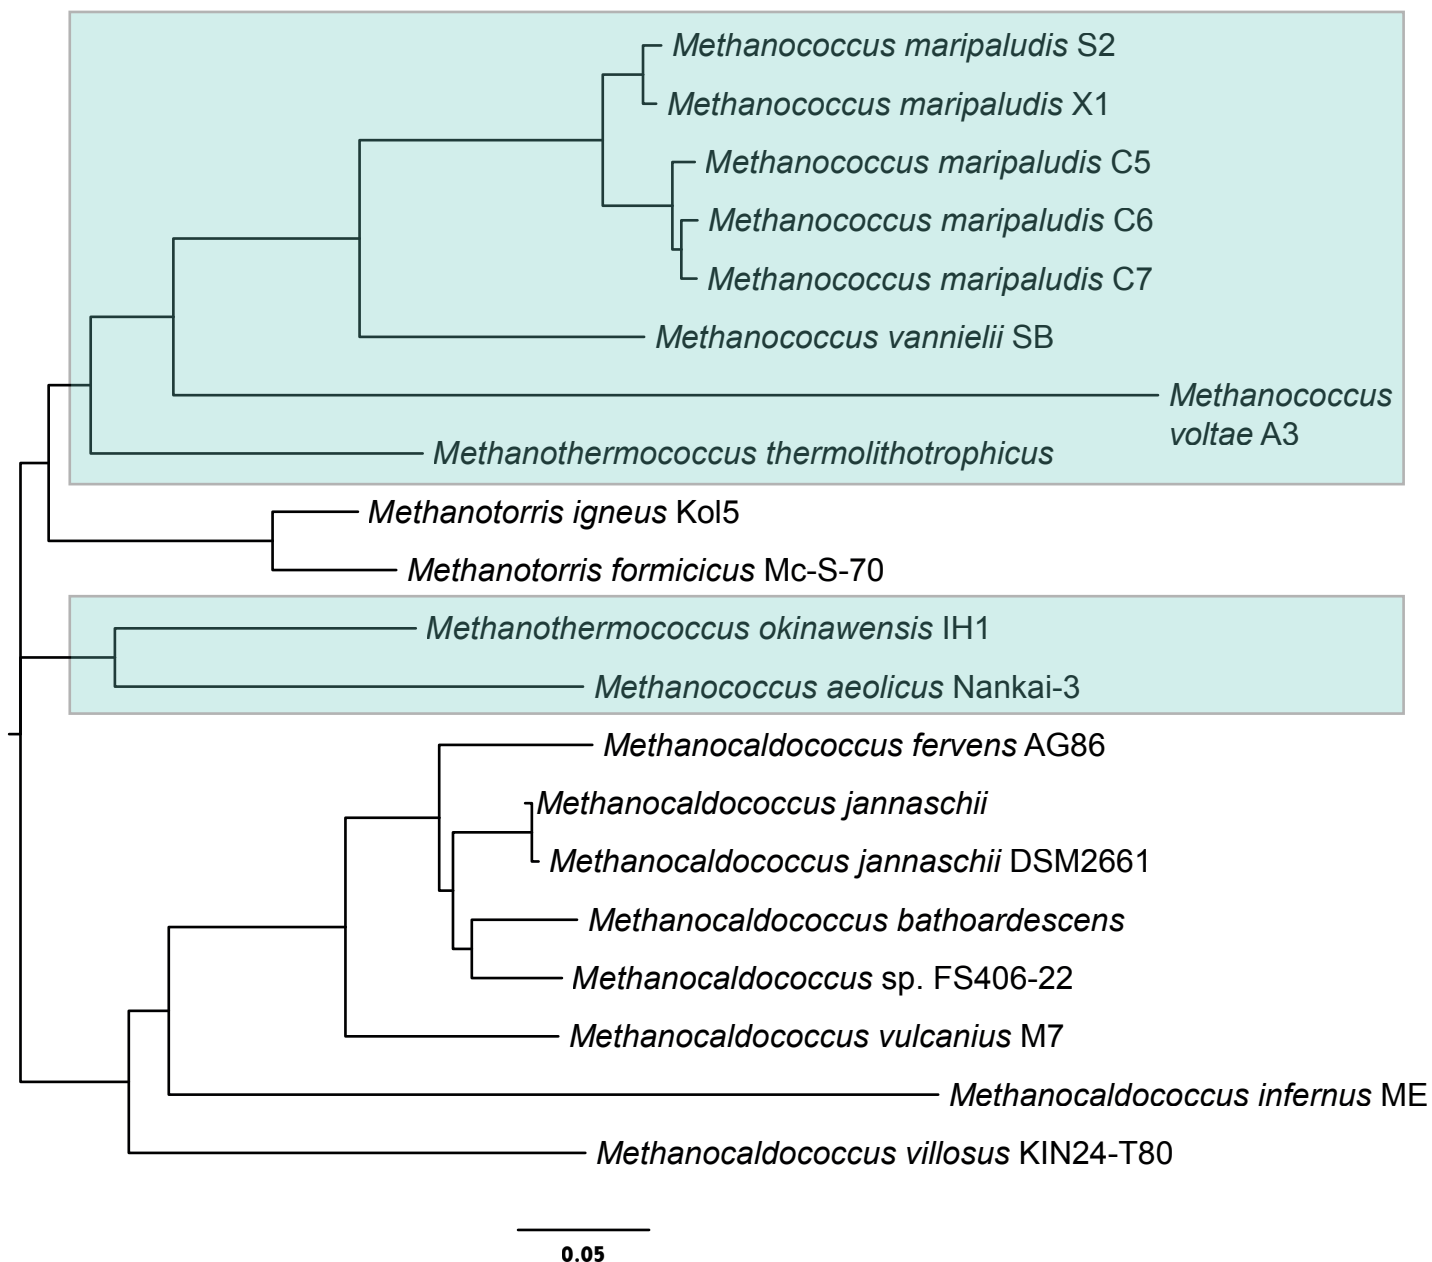 Methanococcus maripaludis S2
Methanococcus maripaludis X1
Methanococcus maripaludis C5
Methanococcus maripaludis C6
Methanococcus maripaludis C7
Methanococcus vannielii SB
Methanococcus
voltae A3
Methanothermococcus thermolithotrophicus
Methanotorris igneus Kol5
Methanotorris formicicus Mc-S-70
Methanothermococcus okinawensis IH1
Methanococcus aeolicus Nankai-3
Methanocaldococcus fervens AG86
Methanocaldococcus jannaschii
Methanocaldococcus jannaschii DSM2661
Methanocaldococcus bathoardescens
Methanocaldococcus sp. FS406-22
Methanocaldococcus vulcanius M7
Methanocaldococcus infernus ME
Methanocaldococcus villosus KIN24-T80
0.05